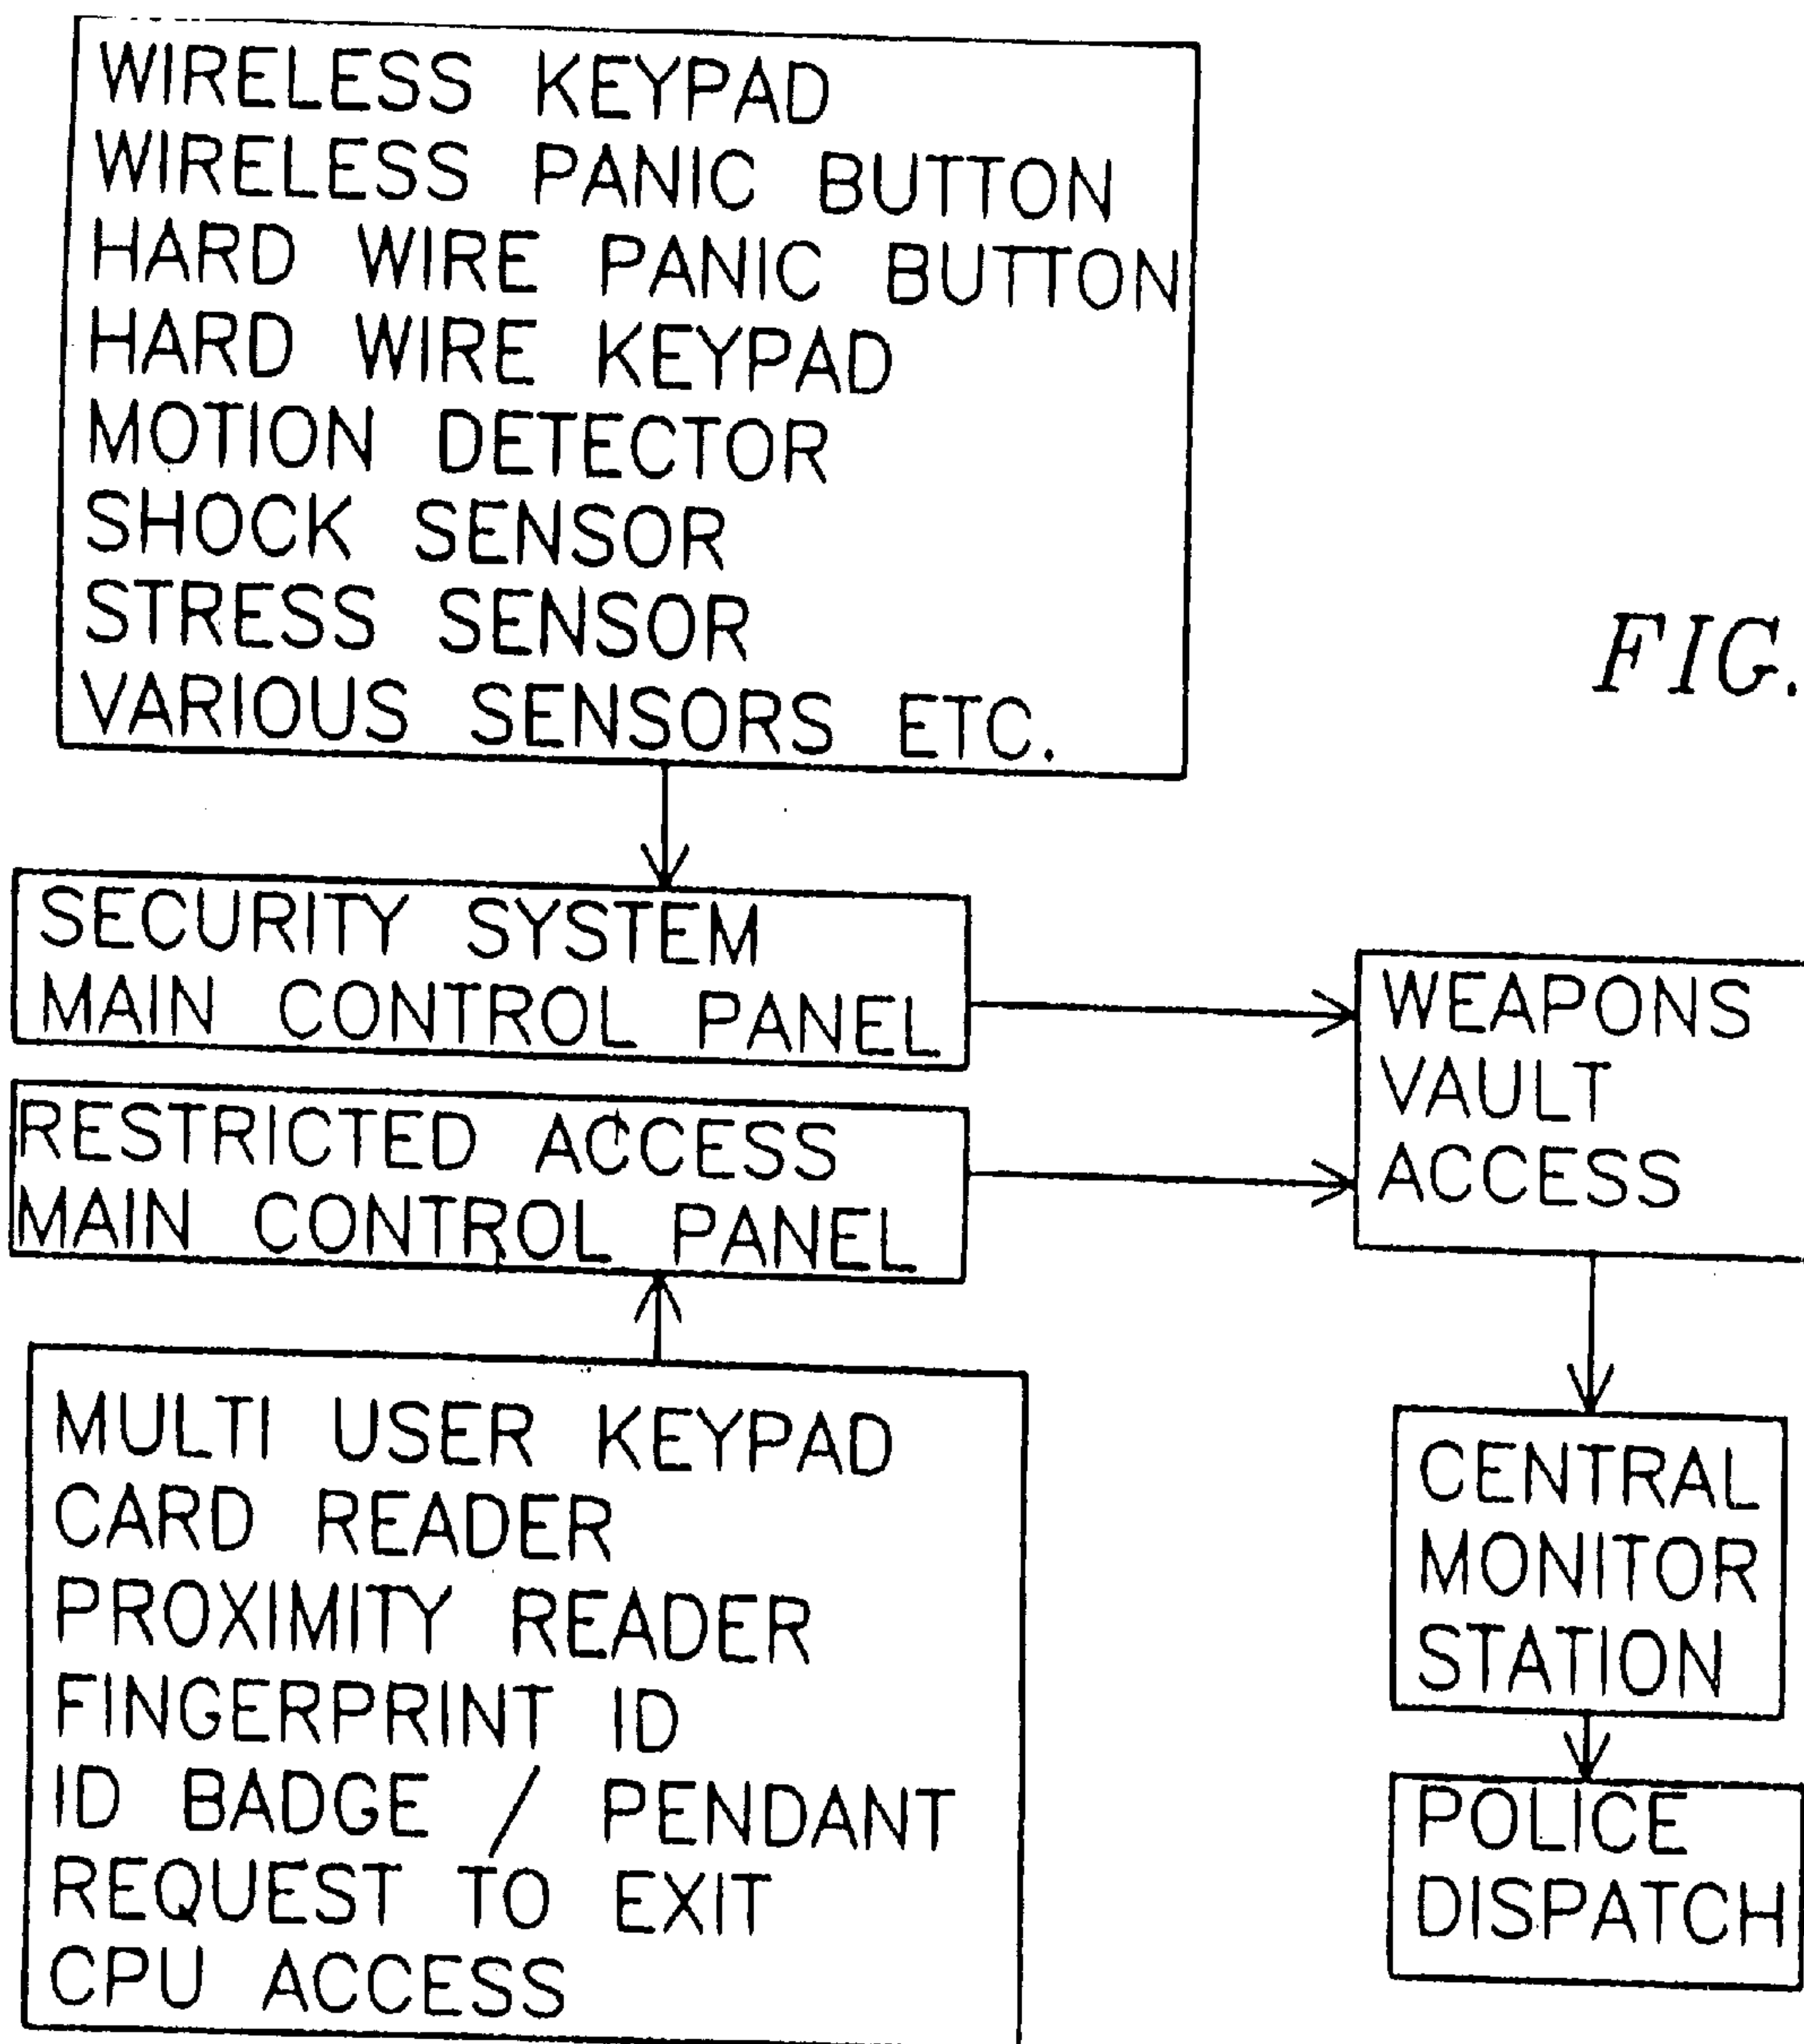 WIRELESS KEYPAD
WIRELESS PANIC BUTTON
HARD WIRE PANIC BUTTON
HARD WIRE KEYPAD
MOTION DETECTOR
SHOCK SENSOR
STRESS SENSOR
VARIOUS SENSORS ETC.
FIG.
SECURITY SYSTEM
MAIN CONTROL PANEL
RESTRICTED ACCESS
MAIN CONTROL PANEL
WEAPONS
VAULT
ACCESS
MULTI USER KEYPAD
CARD READER
PROXIMITY READER
FINGERPRINT ID
ID BADGE / PENDANT
REQUEST TO EXIT
CPU ACCESS
CENTRAL
MONITOR
STATION
POLICE
DISPATCH